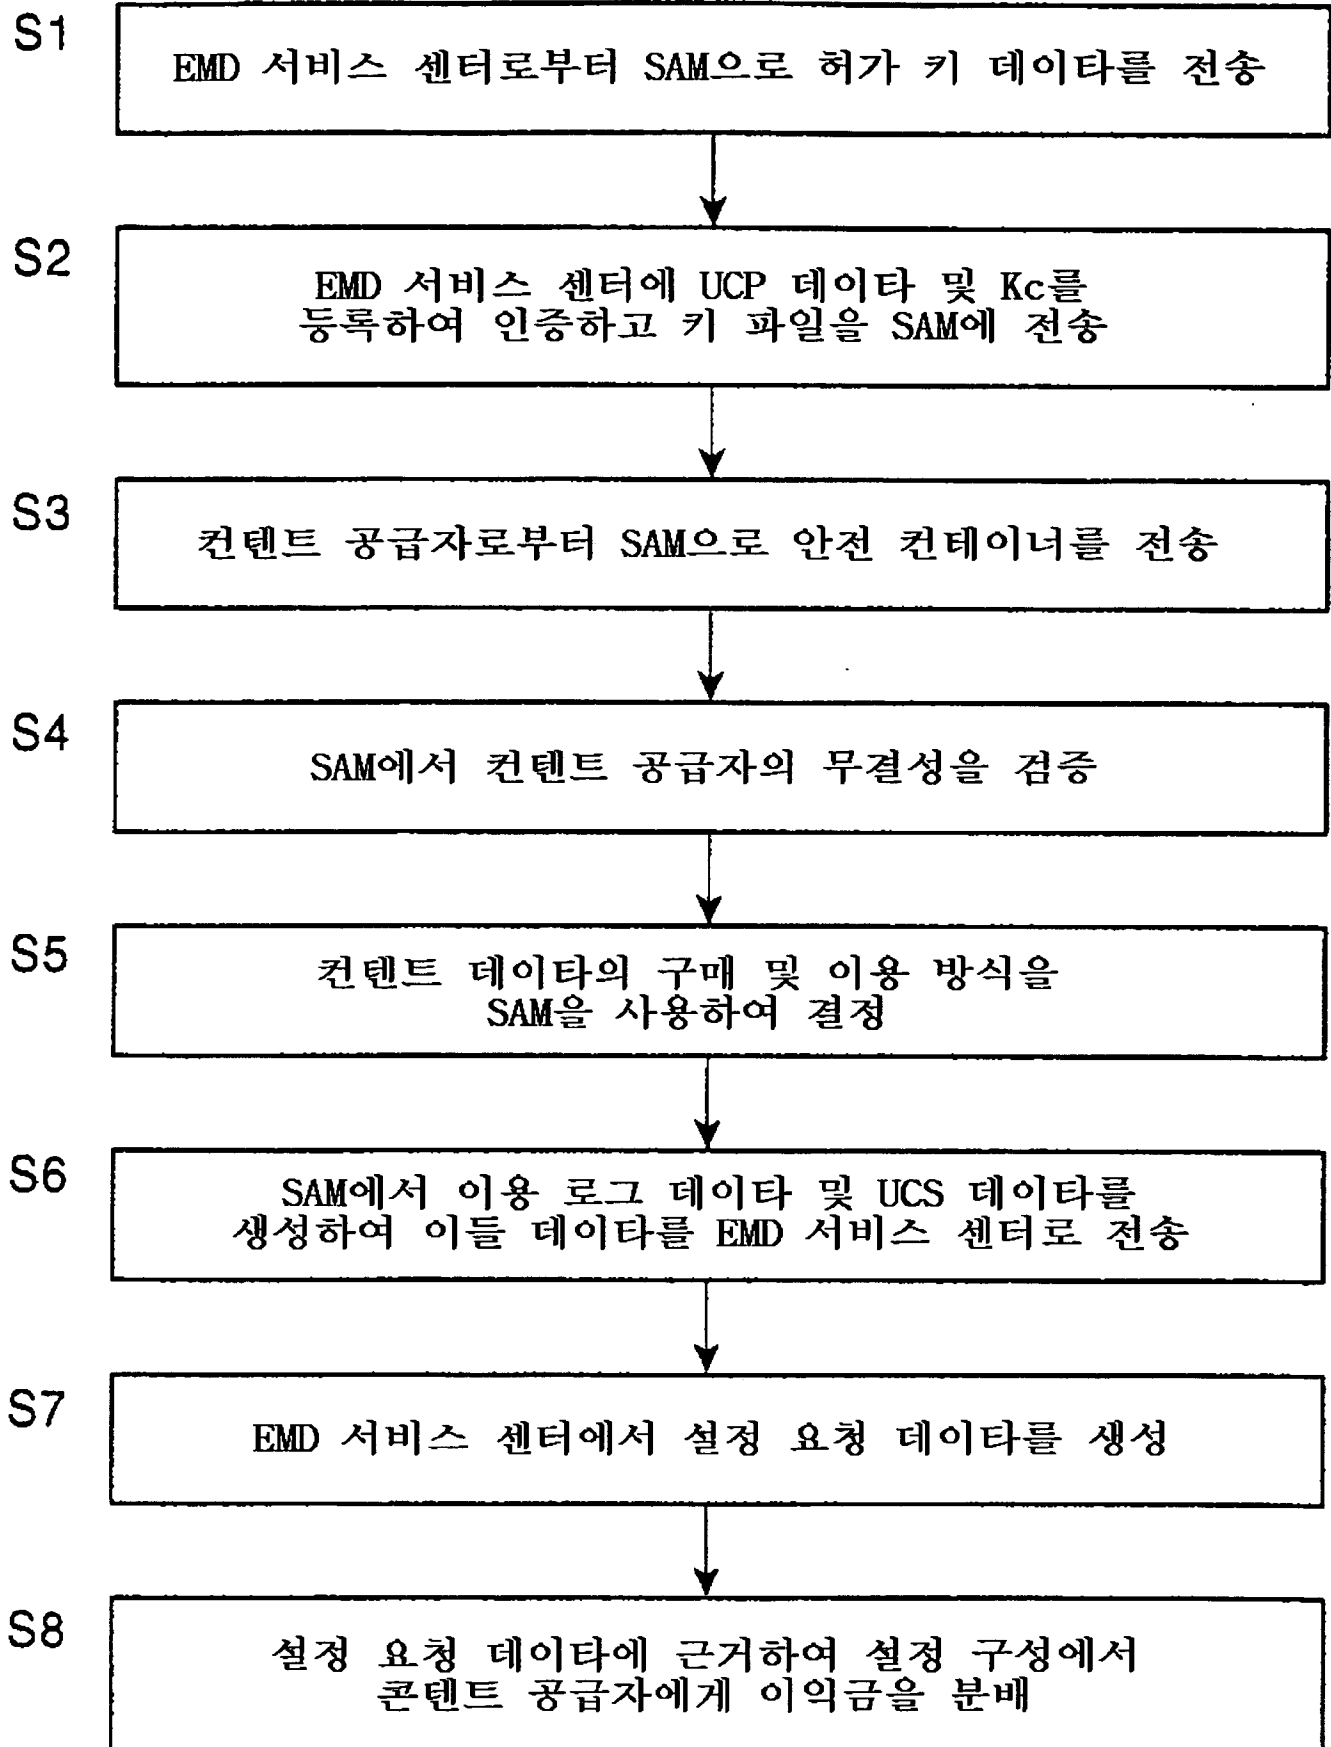 S1
EMD 서비스 센터로부터 SAM으로 허가 키 데이타를 전송
S2
EMD 서비스 센터에 UCP 데이타 및 Kc를
등록하여 인증하고 키 파일을 SAM에 전송
S3
컨텐트 공급자로부터 SAM으로 안전 컨테이너를 전송
S4
SAM에서 컨텐트 공급자의 무결성을 검증
S5
컨텐트 데이타의 구매 및 이용 방식을
SAM을 사용하여 결정
S6
SAM에서 이용 로그 데이타 및 UCS 데이타를
생성하여 이들 데이타를 EMD 서비스 센터로 전송
S7
EMD 서비스 센터에서 설정 요청 데이타를 생성
S8
설정 요청 데이타에 근거하여 설정 구성에서
콘텐트 공급자에게 이익금을 분배